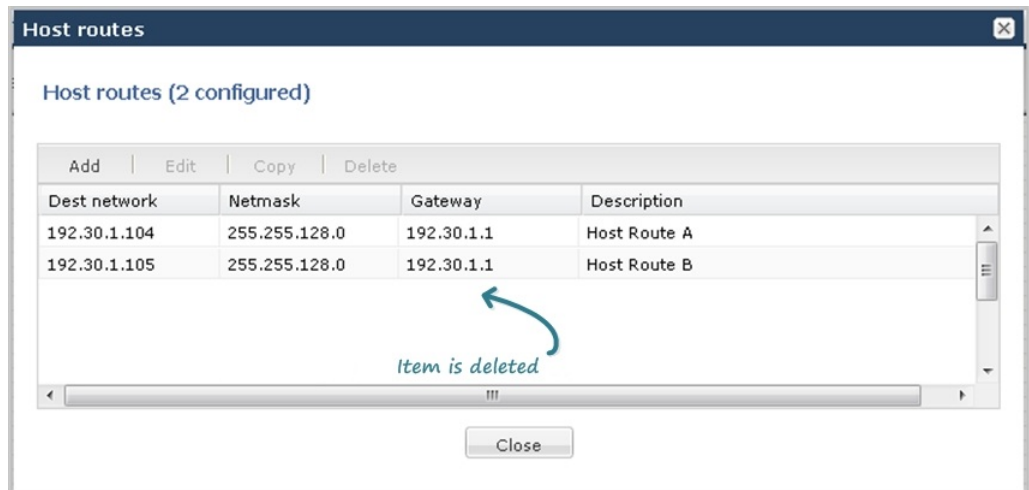 Host routes
Host routes (2 configured)
Add Edit Copy Delete
Dest network Netmask Gateway Description
192.30.1.104 255.255.128.0 192.30.1.1 Host Route A
192.30.1.105 255.255.128.0 192.30.1.1 Host Route B
Item is deleted
Close